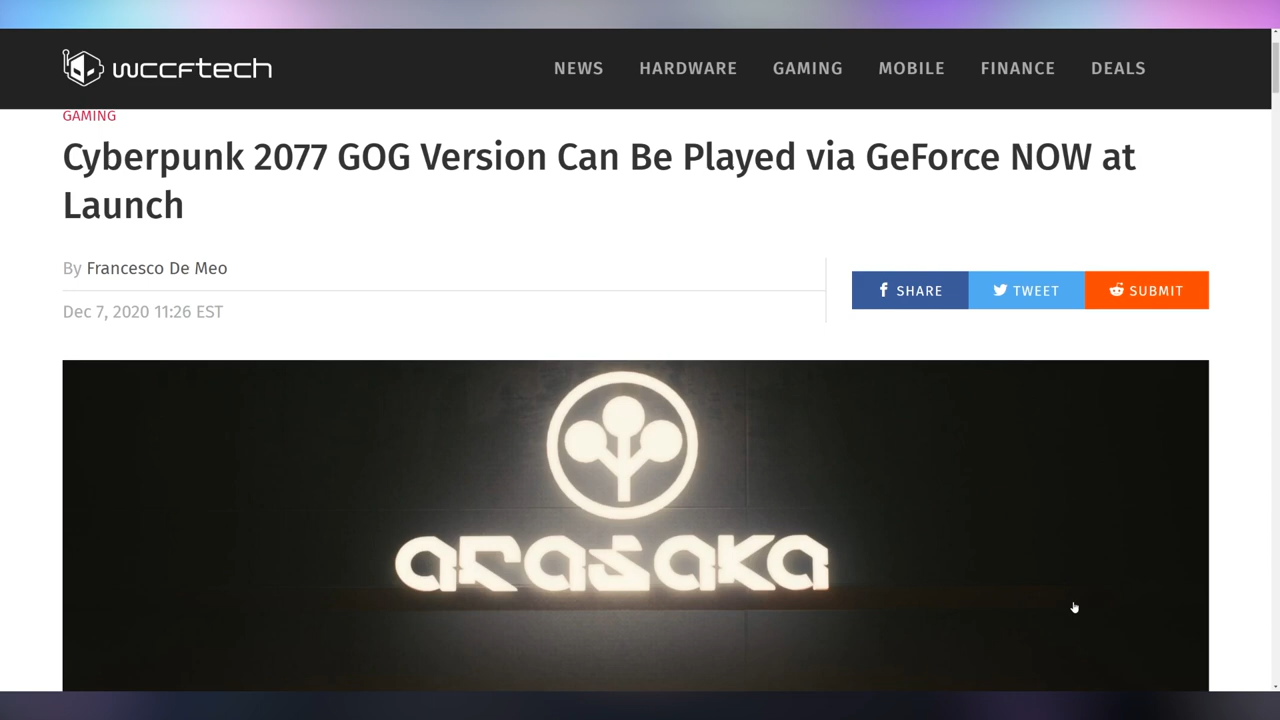 wccftech
NEWS HARDWARE GAMING MOBILE FINANCE DEALS
GAMING
Cyberpunk 2077 GOG Version Can Be Played via GeForce NOW at
Launch
By Francesco De Meo
SHARE TWEET SUBMIT
Dec 7, 2020 11:26 EST
arasaka